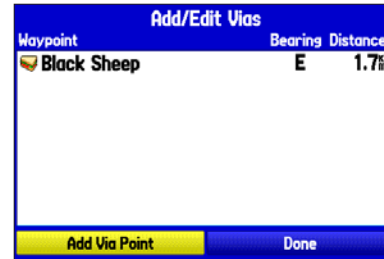 Add/Edit Vias
Waypoint Bearing Distance
Black Sheep E 1.7
Add Via Point Done